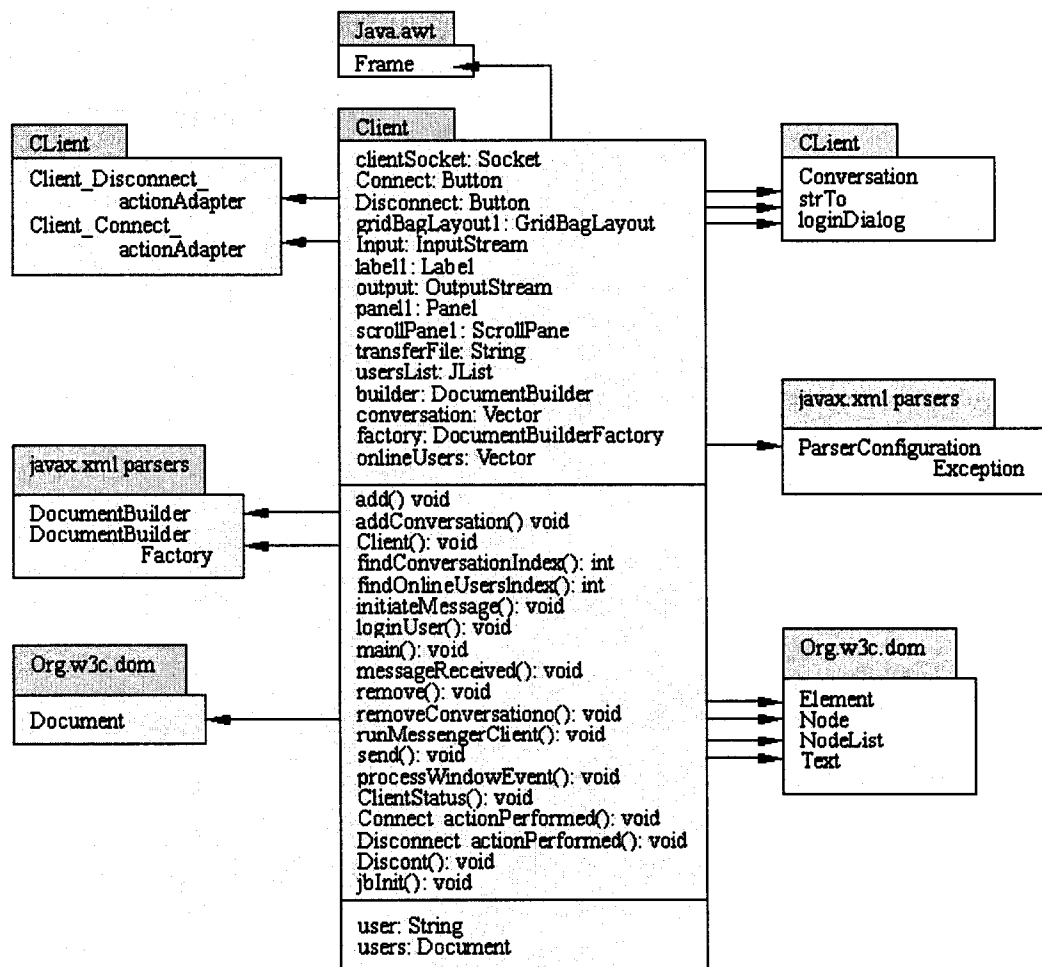 Java.awt
Frame
CLient
Client_Disconnect_
actionAdapter
Client_Connect_
actionAdapter
Client
clientSocket: Socket
Connect: Button
Disconnect: Button
gridBagLayout1: GridBagLayout
Input: InputStream
label1: Label
output: OutputStream
panel1: Panel
scrollPane1: ScrollPane
transferFile: String
usersList: JList
builder: DocumentBuilder
conversation: Vector
factory: DocumentBuilderFactory
onlineUsers: Vector
add() void
addConversation() void
Client(): void
findConversationIndex(): int
findOnlineUsersIndex(): int
initiateMessage(): void
loginUser(): void
main(): void
messageReceived(): void
remove(): void
removeConversationo(): void
runMessengerClient(): void
send(): void
processWindowEvent(): void
ClientStatus(): void
Connect actionPerformed(): void
Disconnect actionPerformed(): void
Discont(): void
jbInit(): void
user: String
users: Document
CLient
Conversation
strTo
loginDialog
javax.xml parsers
ParserConfiguration
Exception
javax.xml parsers
DocumentBuilder
DocumentBuilder
Factory
Org.w3c.dom
Document
Org.w3c.dom
Element
Node
NodeList
Text